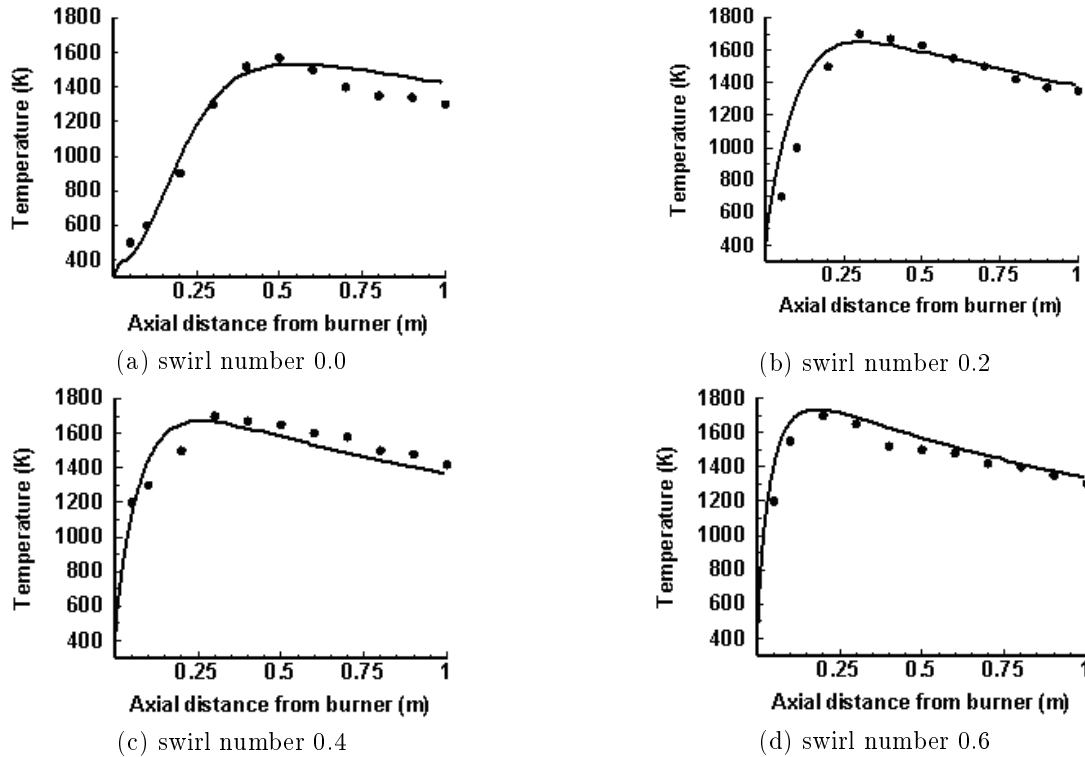 1800
1600
1400
1200
1000
800
600
400
Temperature (K)
0.25 0.5 0.75 1
Axial distance from burner (m)
(a) swirl number 0.0
1800
1600
1400
1200
1000
800
600
400
Temperature (K)
0.25 0.5 0.75 1
Axial distance from burner (m)
(b) swirl number 0.2
1800
1600
1400
1200
1000
800
600
400
Temperature (K)
0.25 0.5 0.75 1
Axial distance from burner (m)
(c) swirl number 0.4
1800
1600
1400
1200
1000
800
600
400
Temperature (K)
0.25 0.5 0.75 1
Axial distance from burner (m)
(d) swirl number 0.6